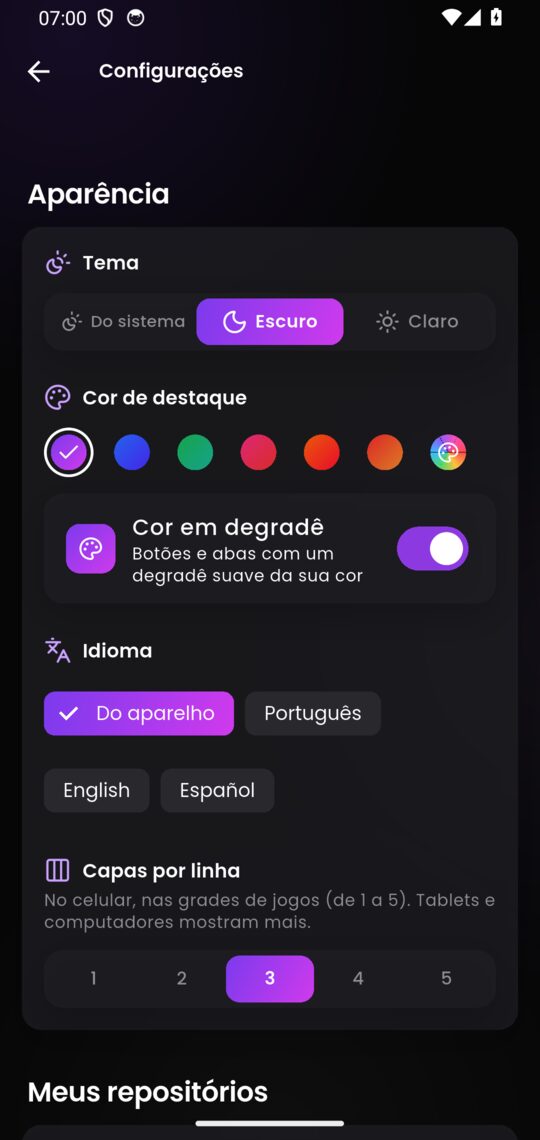 07:00
Configurações
Aparência
Tema
Do sistema
Escuro
Claro
Cor de destaque
Cor em degradê
Botões e abas com um
degradê suave da sua cor
Idioma
Do aparelho
Português
English
Español
Capas por linha
No celular, nas grades de jogos (de 1 a 5). Tablets e
computadores mostram mais.
1 2 3 4 5
Meus repositórios